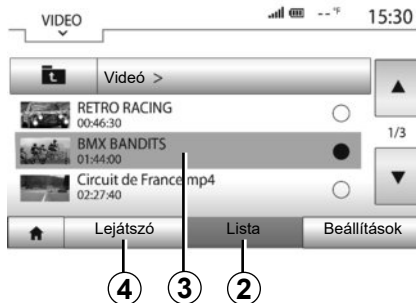 VIDEO --°F 15:30
Videó >
RETRO RACING
00:46:30
BMX BANDITS
01:44:00
1/3
Circuit de France mp4
02:27:40
Lejátszó Lista Beállítások
4 3 2